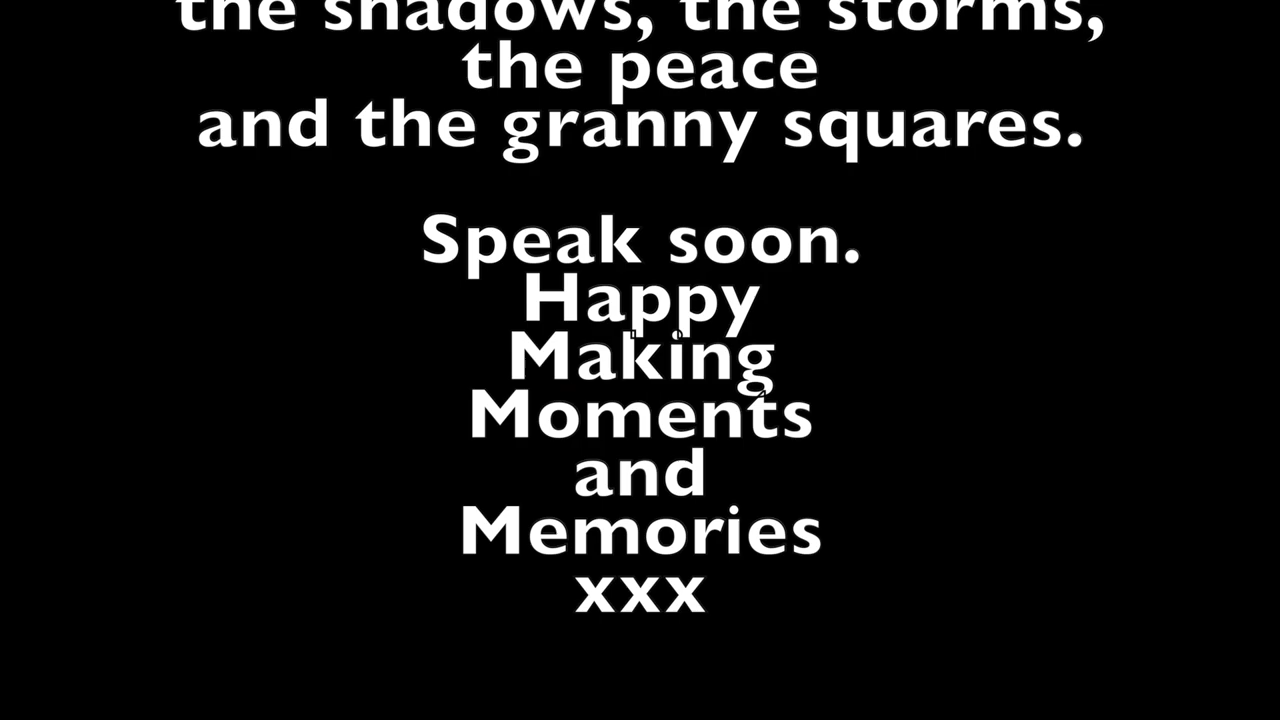 the shadows, the storms,
the peace
and the granny squares.
Speak soon.
Happy
Making
Moments
and
Memories
xxx